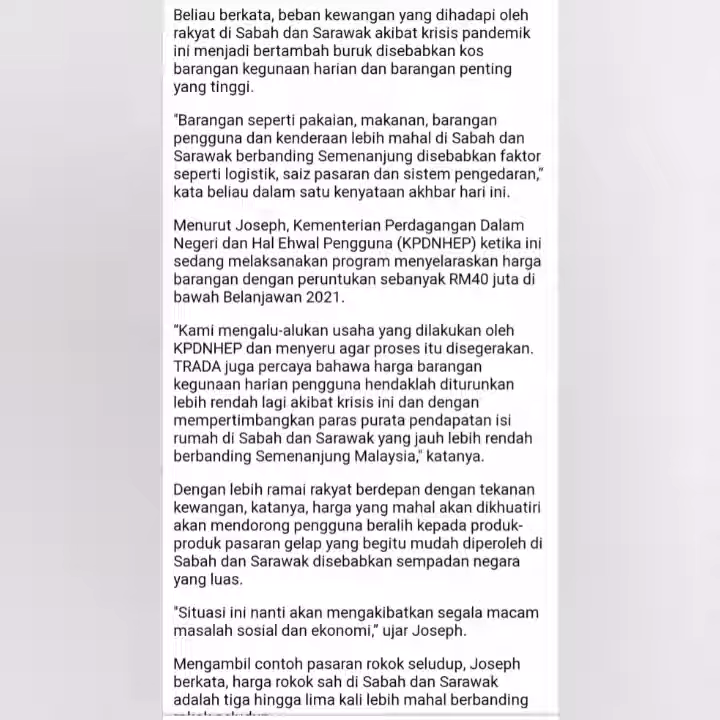 Beliau berkata, beban kewangan yang dihadapi oleh
rakyat di Sabah dan Sarawak akibat krisis pandemik
ini menjadi bertambah buruk disebabkan kos
barangan kegunaan harian dan barangan penting
yang tinggi.
"Barangan seperti pakaian, makanan, barangan
pengguna dan kenderaan lebih mahal di Sabah dan
Sarawak berbanding Semenanjung disebabkan faktor
seperti logistik, saiz pasaran dan sistem pengedaran,"
kata beliau dalam satu kenyataan akhbar hari ini.
Menurut Joseph, Kementerian Perdagangan Dalam
Negeri dan Hal Ehwal Pengguna (KPDNHEP) ketika ini
sedang melaksanakan program menyelaraskan harga
barangan dengan peruntukan sebanyak RM40 juta di
bawah Belanjawan 2021.
"Kami mengalu-alukan usaha yang dilakukan oleh
KPDNHEP dan menyeru agar proses itu disegerakan.
TRADA juga percaya bahawa harga barangan
kegunaan harian pengguna hendaklah diturunkan
lebih rendah lagi akibat krisis ini dan dengan
mempertimbangkan paras purata pendapatan isi
rumah di Sabah dan Sarawak yang jauh lebih rendah
berbanding Semenanjung Malaysia," katanya.
Dengan lebih ramai rakyat berdepan dengan tekanan
kewangan, katanya, harga yang mahal akan dikhuatiri
akan mendorong pengguna beralih kepada produk-
produk pasaran gelap yang begitu mudah diperoleh di
Sabah dan Sarawak disebabkan sempadan negara
yang luas.
"Situasi ini nanti akan mengakibatkan segala macam
masalah sosial dan ekonomi," ujar Joseph.
Mengambil contoh pasaran rokok seludup, Joseph
berkata, harga rokok sah di Sabah dan Sarawak
adalah tiga hingga lima kali lebih mahal berbanding